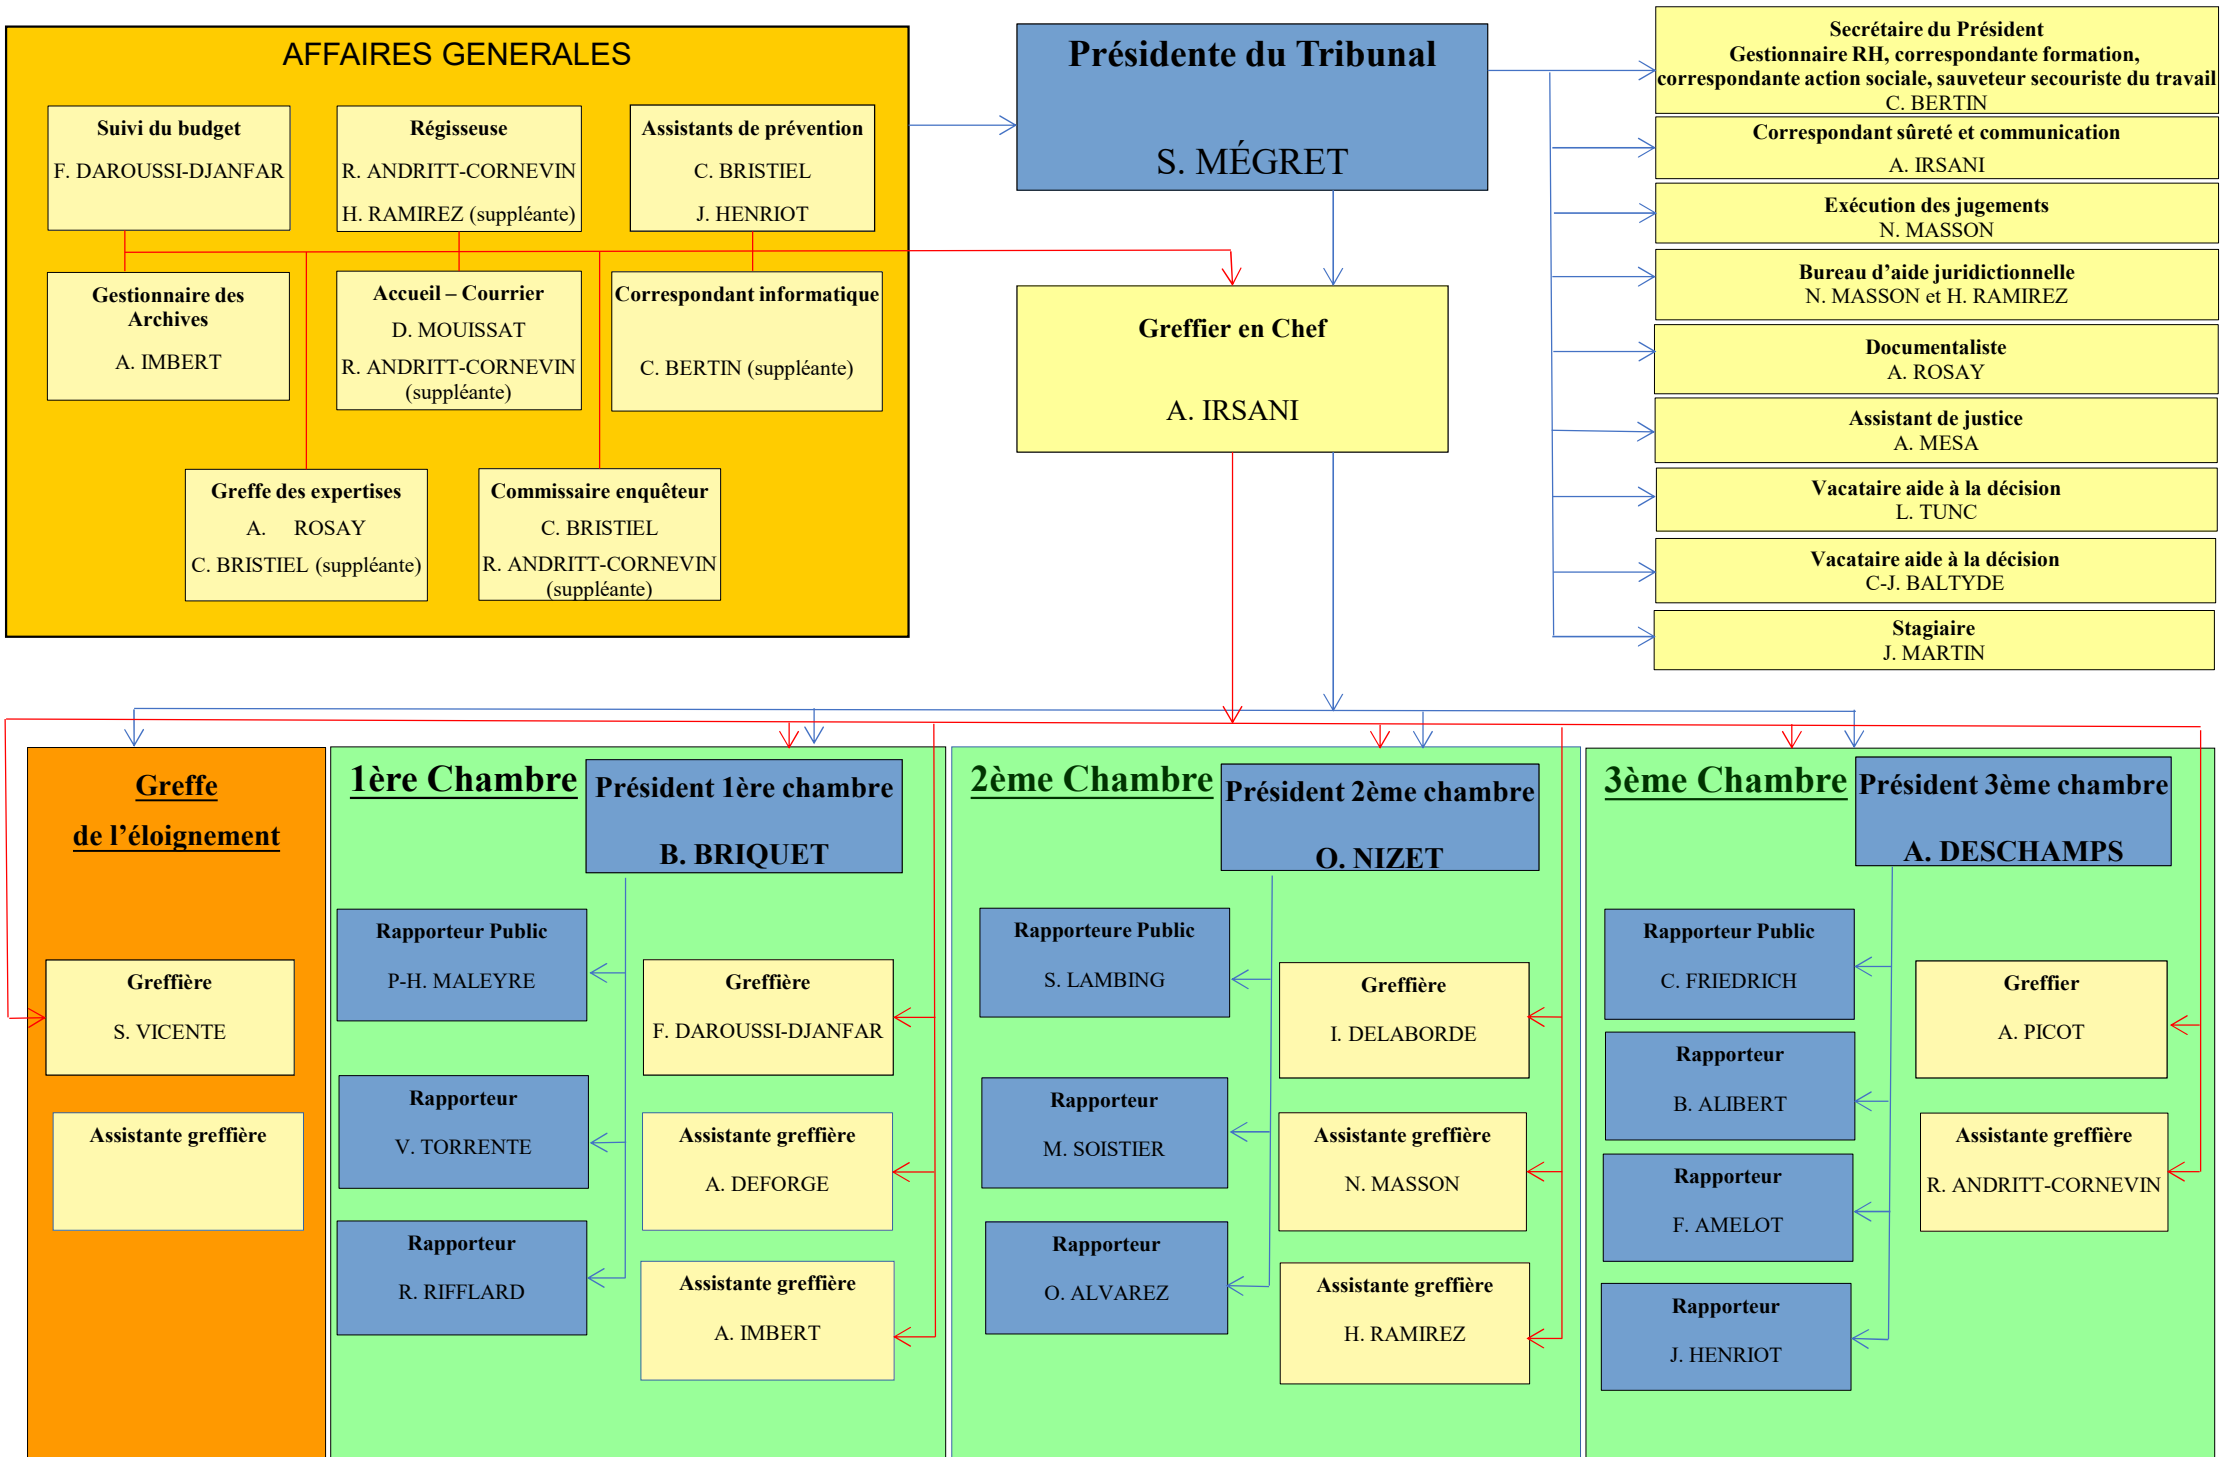 AFFAIRES GENERALES
Suivi du budget
F. DAROUSSI-DJANFAR
Régisseuse
R. ANDRITT-CORNEVIN
H. RAMIREZ (suppléante)
Assistants de prévention
C. BRISTIEL
J. HENRIOT
Gestionnaire des
Archives
A. IMBERT
Accueil – Courrier
D. MOUISSAT
R. ANDRITT-CORNEVIN
(suppléante)
Correspondant informatique
C. BERTIN (suppléante)
Greffe des expertises
A. ROSAY
C. BRISTIEL (suppléante)
Commissaire enquêteur
C. BRISTIEL
R. ANDRITT-CORNEVIN
(suppléante)
Présidente du Tribunal
S. MÉGRET
Greffier en Chef
A. IRSANI
Secrétaire du Président
Gestionnaire RH, correspondante formation,
correspondante action sociale, sauveteur secouriste du travail
C. BERTIN
Correspondant sûreté et communication
A. IRSANI
Exécution des jugements
N. MASSON
Bureau d’aide juridictionnelle
N. MASSON et H. RAMIREZ
Documentaliste
A. ROSAY
Assistant de justice
A. MESA
Vacataire aide à la décision
L. TUNC
Vacataire aide à la décision
C-J. BALTYDE
Stagiaire
J. MARTIN
Greffe
de l’éloignement
Greffière
S. VICENTE
Assistante greffière
1ère Chambre
Président 1ère chambre
B. BRIQUET
Rapporteur Public
P-H. MALEYRE
Rapporteur
V. TORRENTE
Rapporteur
R. RIFFLARD
Greffière
F. DAROUSSI-DJANFAR
Assistante greffière
A. DEFORGE
Assistante greffière
A. IMBERT
2ème Chambre
Président 2ème chambre
O. NIZET
Rapporteure Public
S. LAMBING
Rapporteur
M. SOISTIER
Rapporteur
O. ALVAREZ
Greffière
I. DELABORDE
Assistante greffière
N. MASSON
Assistante greffière
H. RAMIREZ
3ème Chambre
Président 3ème chambre
A. DESCHAMPS
Rapporteur Public
C. FRIEDRICH
Rapporteur
B. ALIBERT
Rapporteur
F. AMELOT
Rapporteur
J. HENRIOT
Greffier
A. PICOT
Assistante greffière
R. ANDRITT-CORNEVIN